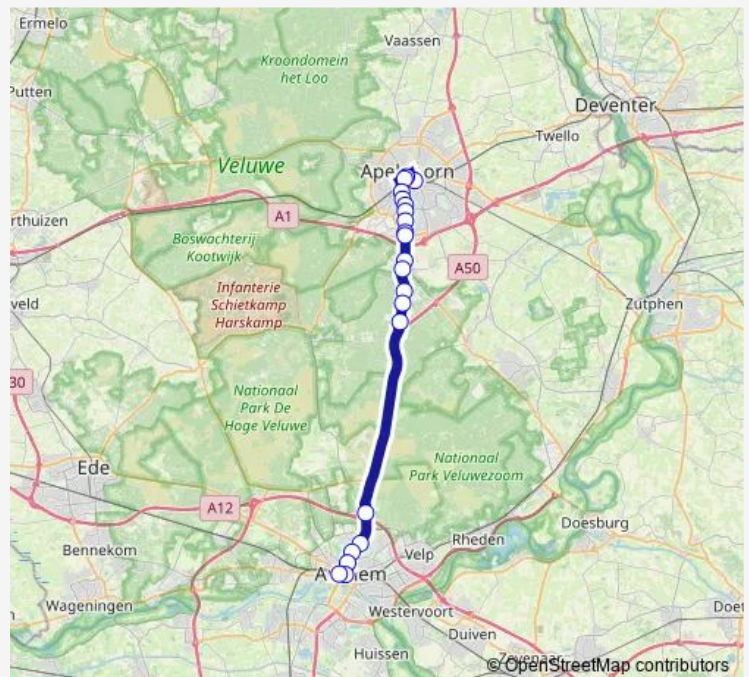 Ermelo
Vaassen
Kroondomein
het Loo
Putten
Deventer
Twello
Veluwe
A1
rthuizen
Boswachterij
Kootwijk
A50
Infanterie
Schietkamp
Harskamp
veld
Zutphen
30
Nationaal
Park De
Hoge Veluwe
Nationaal
Park Veluwezoom
Ede
A12
Doesburg
Rheden
Bennekom
Velp
Wageningen
Westervoort
Doet
Duiven
Huissen
© OpenStreetMap contributors